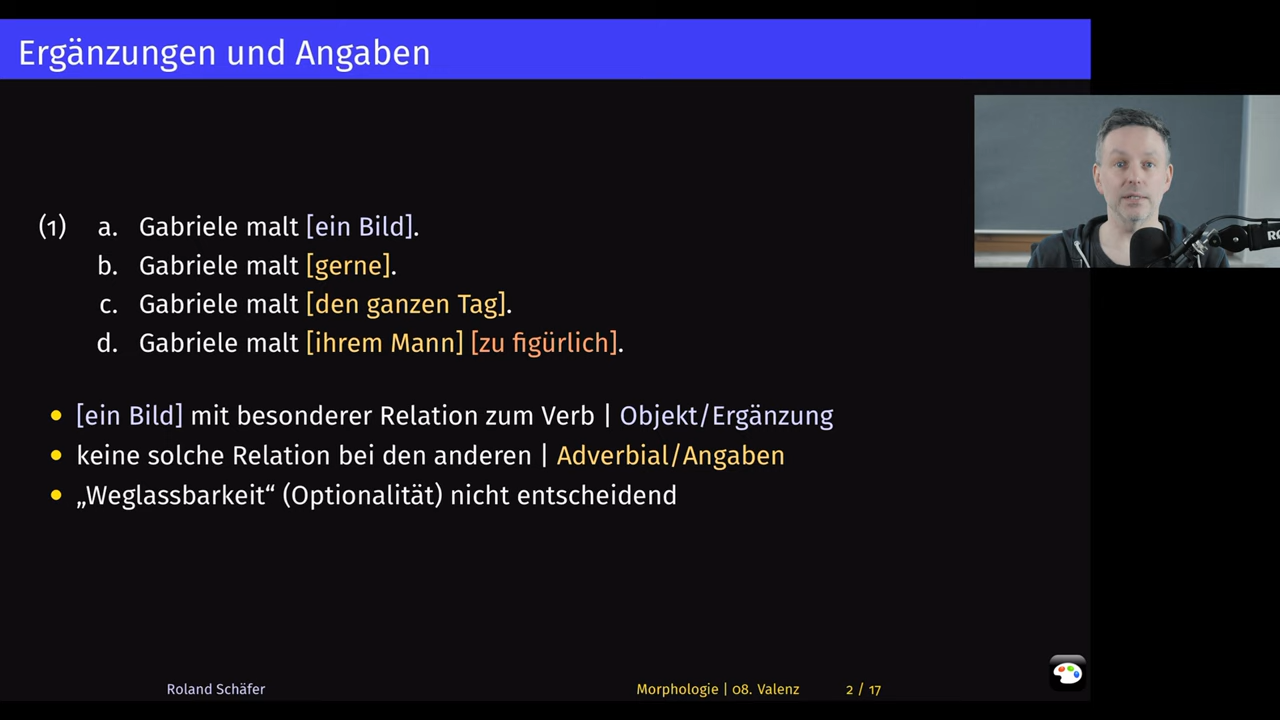 Ergänzungen und Angaben
(1) a. Gabriele malt [ein Bild].
b. Gabriele malt [gerne].
c. Gabriele malt [den ganzen Tag].
d. Gabriele malt [ihrem Mann] [zu figürlich].
• [ein Bild] mit besonderer Relation zum Verb | Objekt/Ergänzung
• keine solche Relation bei den anderen | Adverbial/Angaben
• „Weglassbarkeit“ (Optionalität) nicht entscheidend
Roland Schäfer Morphologie | 08. Valenz 2 / 17